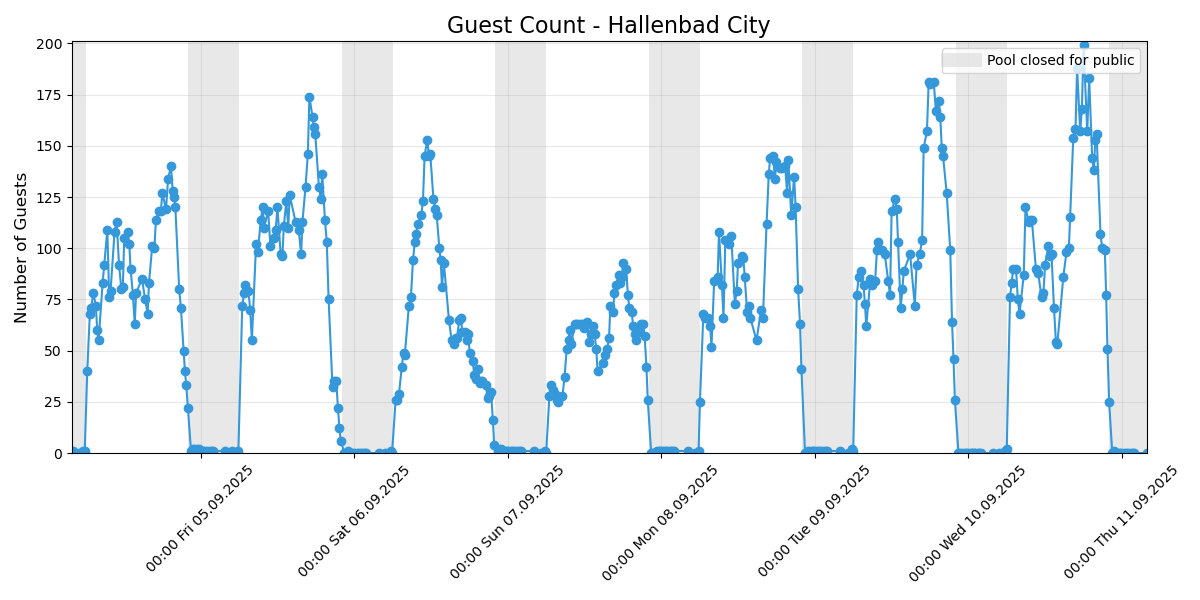 Guest Count - Hallenbad City
Pool closed for public
Number of Guests
200
175
150
125
100
75
50
25
0
00:00 Fri 05.09.2025
00:00 Sat 06.09.2025
00:00 Sun 07.09.2025
00:00 Mon 08.09.2025
00:00 Tue 09.09.2025
00:00 Wed 10.09.2025
00:00 Thu 11.09.2025